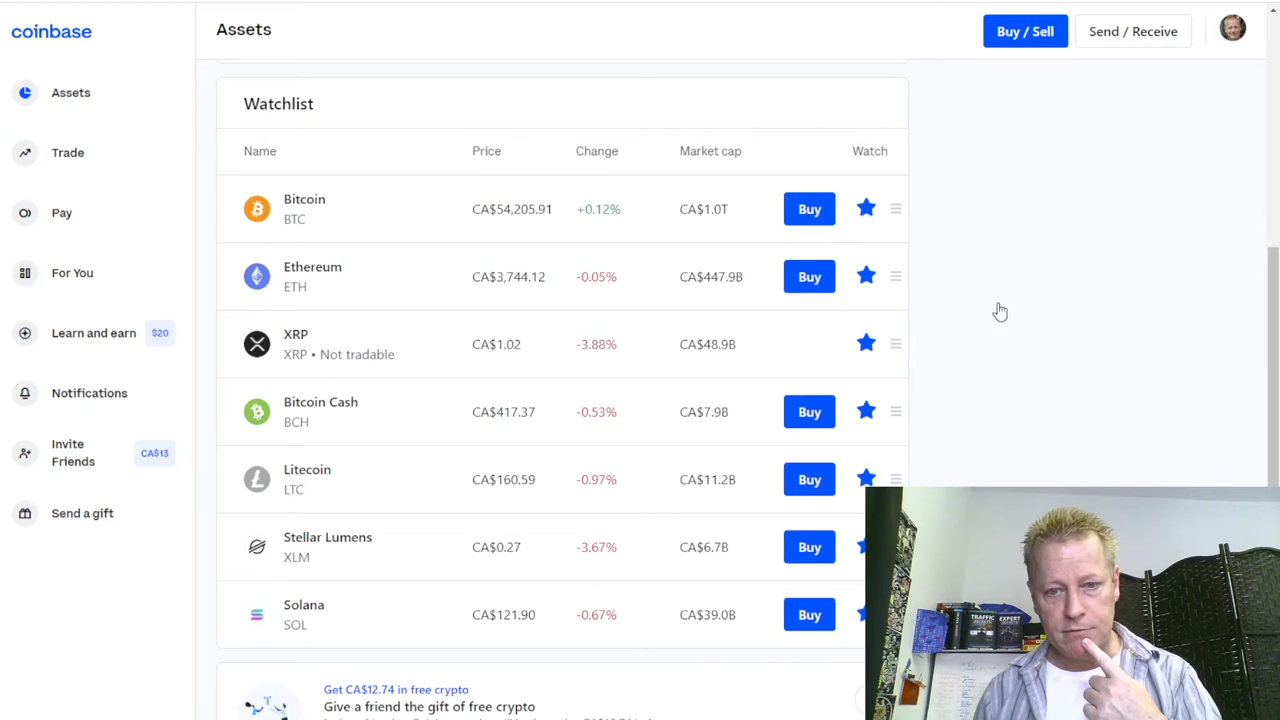 coinbase
Assets
Buy / Sell
Send / Receive
Assets
Trade
Pay
For You
Learn and earn $20
Notifications
Invite Friends CA$13
Send a gift
Watchlist
Name Price Change Market cap Watch
Bitcoin
BTC
CA$54,205.91 +0.12% CA$1.0T Buy
Ethereum
ETH
CA$3,744.12 -0.05% CA$447.9B Buy
XRP
XRP • Not tradable
CA$1.02 -3.88% CA$48.9B
Bitcoin Cash
BCH
CA$417.37 -0.53% CA$7.9B Buy
Litecoin
LTC
CA$160.59 -0.97% CA$11.2B Buy
Stellar Lumens
XLM
CA$0.27 -3.67% CA$6.7B Buy
Solana
SOL
CA$121.90 -0.67% CA$39.0B Buy
Get CA$12.74 in free crypto
Give a friend the gift of free crypto
TRAFFIC
SECRETS
EXPERT
SECRETS